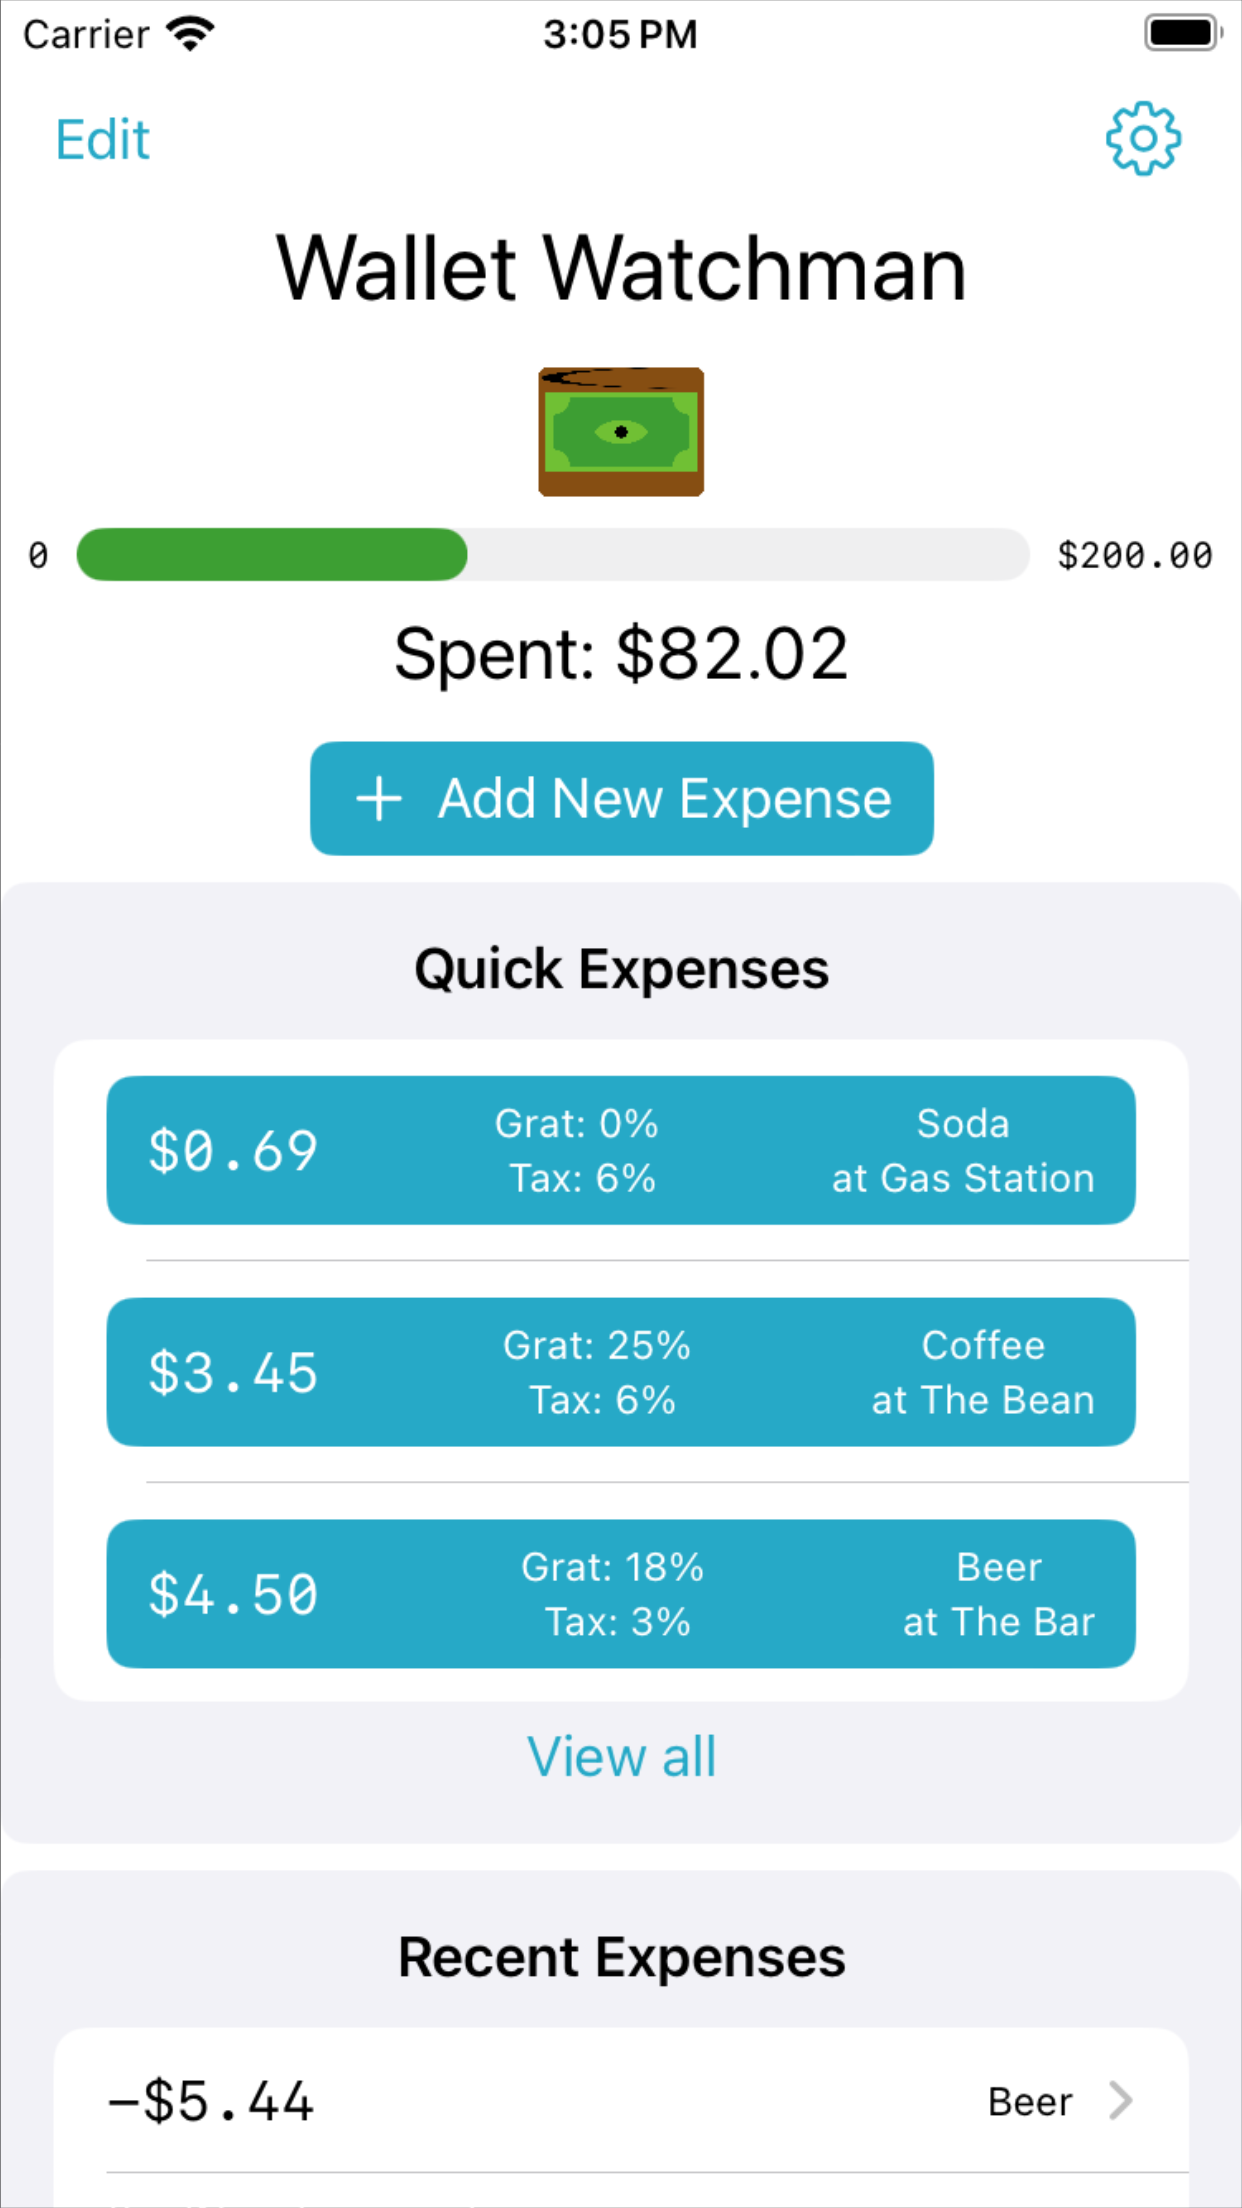 Carrier 3:05 PM
Edit
Wallet Watchman
0 $200.00
Spent: $82.02
+ Add New Expense
Quick Expenses
$0.69
Grat: 0%
Tax: 6%
Soda
at Gas Station
$3.45
Grat: 25%
Tax: 6%
Coffee
at The Bean
$4.50
Grat: 18%
Tax: 3%
Beer
at The Bar
View all
Recent Expenses
−$5.44 Beer